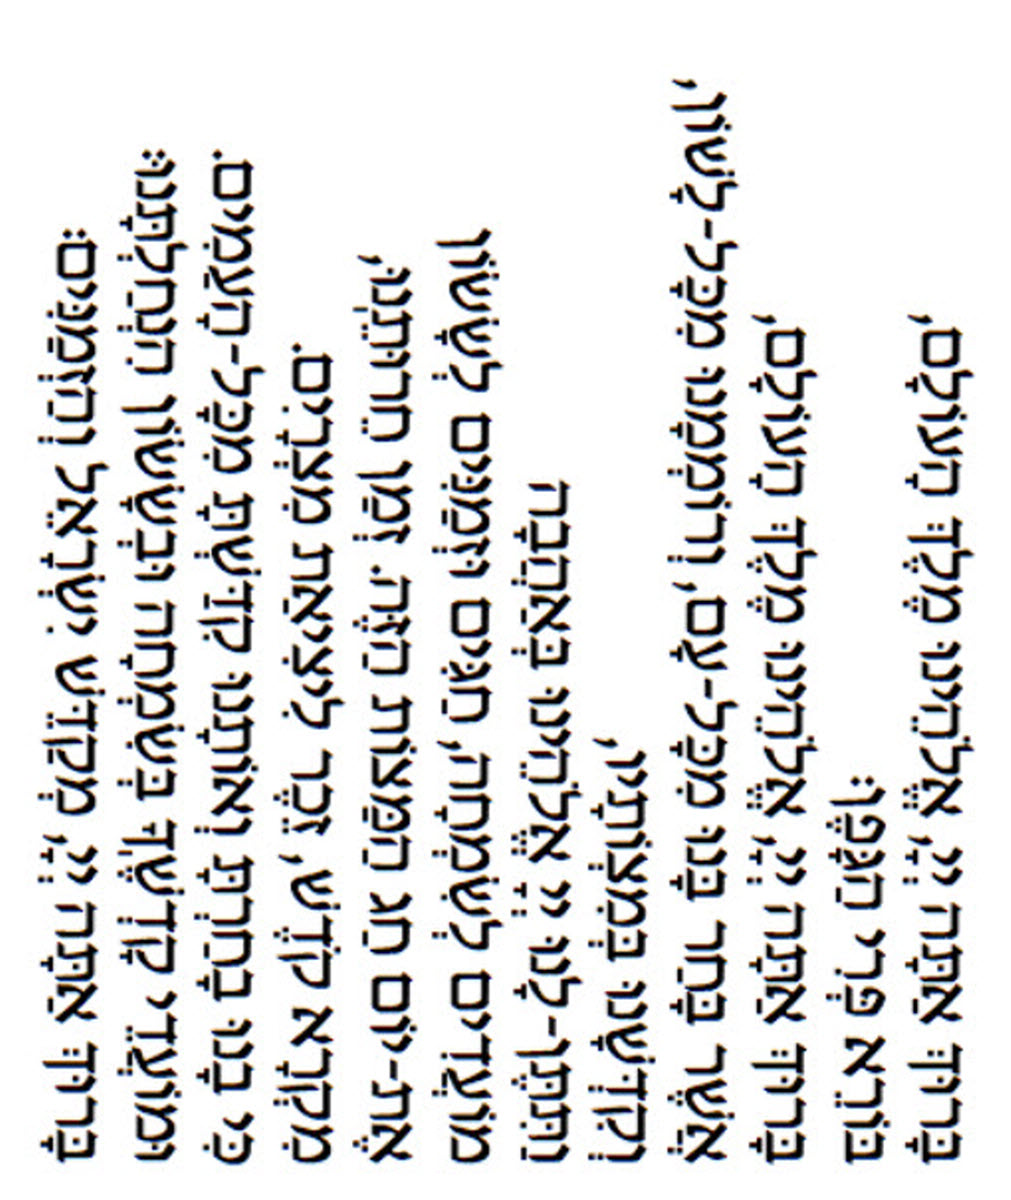 בָּרוּךְ אַתָּה יְיָ, אֱלֹהֵינוּ מֶלֶךְ הָעוֹלָם,
בּוֹרֵא פְּרִי הַגֶּפֶן:
בָּרוּךְ אַתָּה יְיָ, אֱלֹהֵינוּ מֶלֶךְ הָעוֹלָם,
אֲשֶׁר בָּחַר בָּנוּ מִכָּל-עָם, וְרוֹמְמָנוּ מִכָּל-לָשׁוֹן,
וְקִדְּשָׁנוּ בְּמִצְוֹתָיו,
וַתִּתֶּן-לָנוּ יְיָ אֱלֹהֵינוּ בְּאַהֲבָה
מוֹעֲדִים לְשִׂמְחָה, חַגִּים וּזְמַנִּים לְשָׂשׂוֹן
אֶת-יוֹם חַג הַמַּצּוֹת הַזֶּה. זְמַן חֵרוּתֵנוּ,
מִקְרָא קֹדֶשׁ, זֵכֶר לִיצִיאַת מִצְרָיִם.
כִּי בָנוּ בָחַרְתָּ וְאוֹתָנוּ קִדַּשְׁתָּ מִכָּל-הָעַמִּים.
וּמוֹעֲדֵי קָדְשֶׁךָ בְּשִׂמְחָה וּבְשָׂשׂוֹן הִנְחַלְתָּנוּ:
בָּרוּךְ אַתָּה יְיָ, מְקַדֵּשׁ יִשְׂרָאֵל וְהַזְּמַנִּים: